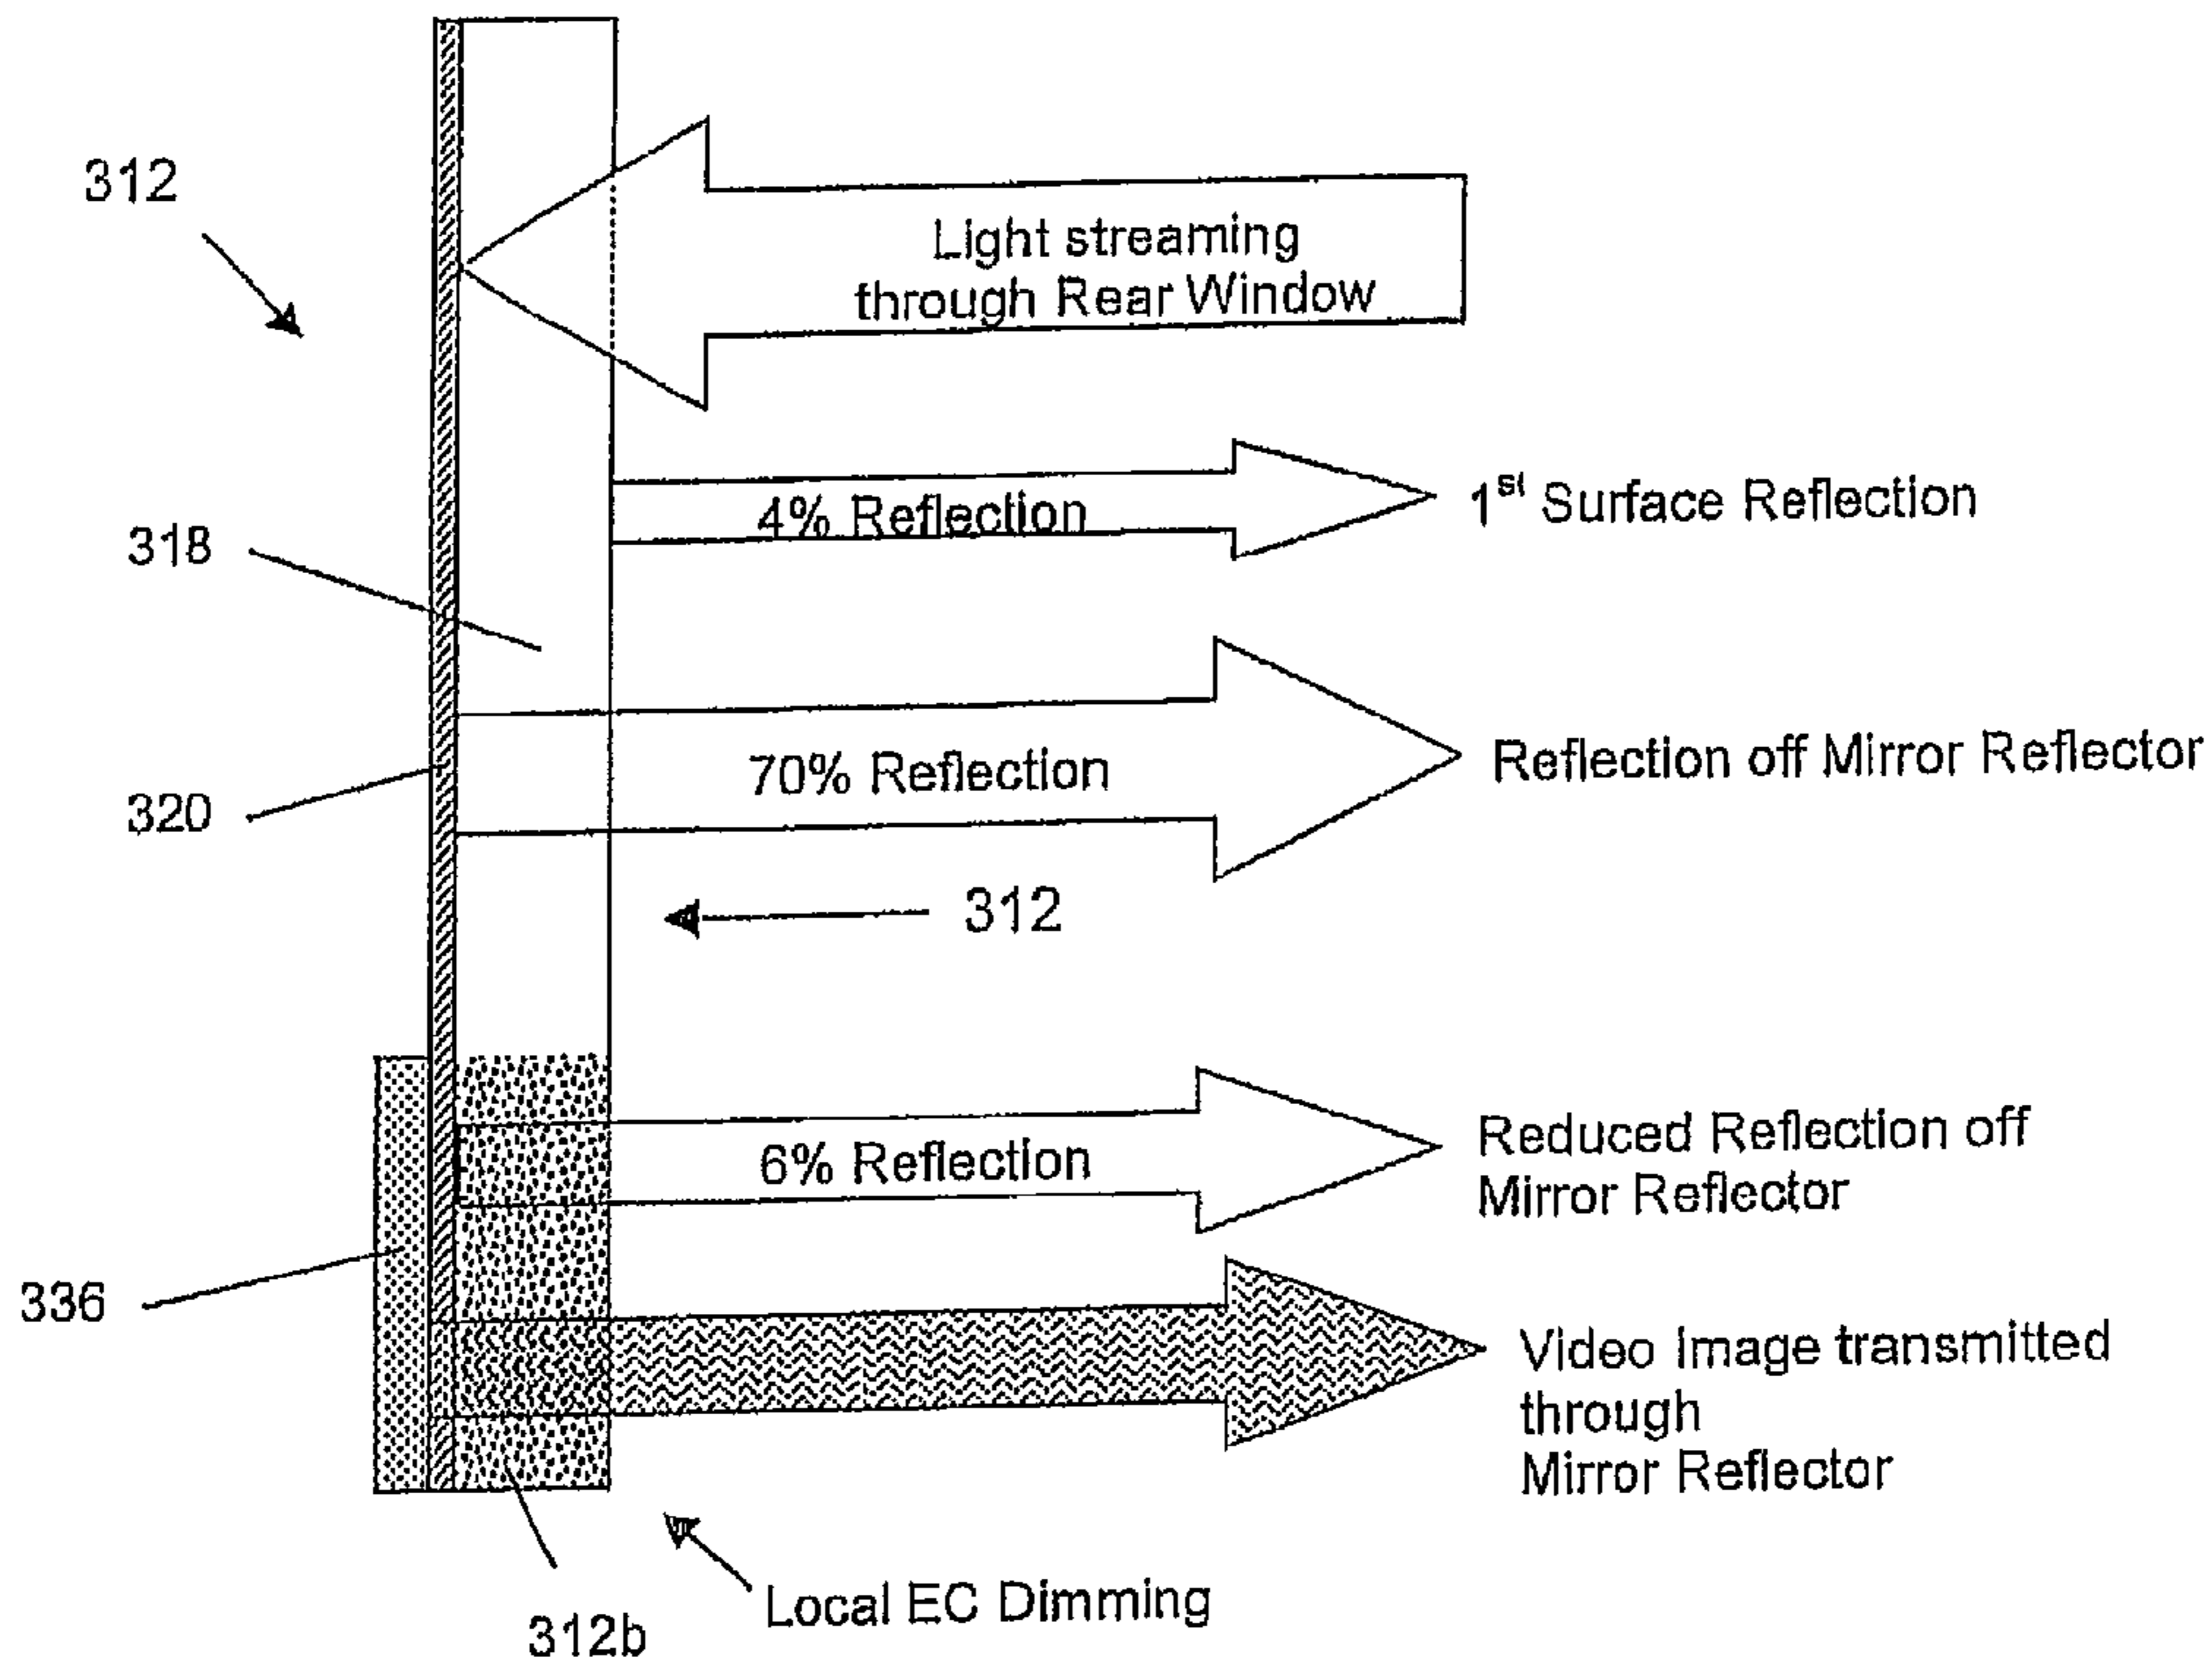 312
Light streaming
through Rear Window
4% Reflection
1st Surface Reflection
318
70% Reflection
Reflection off Mirror Reflector
320
312
6% Reflection
Reduced Reflection off
Mirror Reflector
336
Video Image transmitted
through
Mirror Reflector
Local EC Dimming
312b